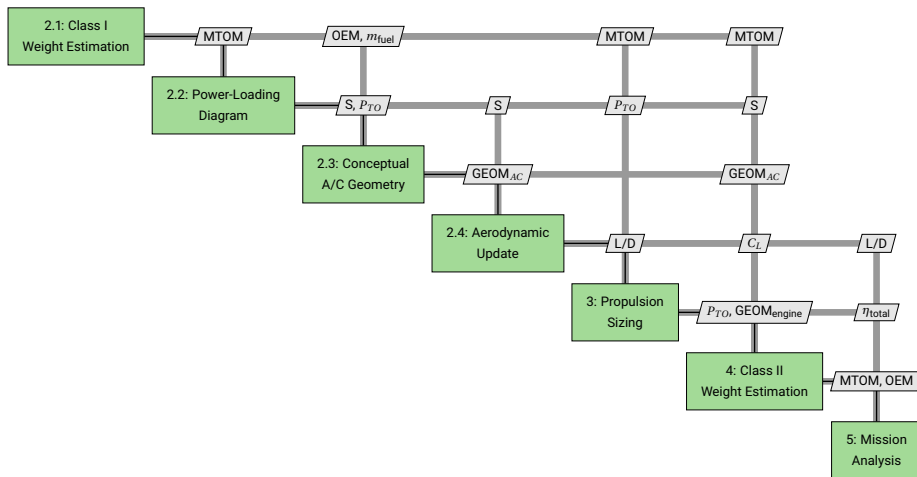 2.1: Class I
Weight Estimation
MTOM
OEM, m_fuel
MTOM
MTOM
2.2: Power-Loading
Diagram
S, P_TO
S
P_TO
S
2.3: Conceptual
A/C Geometry
GEOM_AC
GEOM_AC
2.4: Aerodynamic
Update
L/D
C_L
L/D
3: Propulsion
Sizing
P_TO, GEOM_engine
η_total
4: Class II
Weight Estimation
MTOM, OEM
5: Mission
Analysis